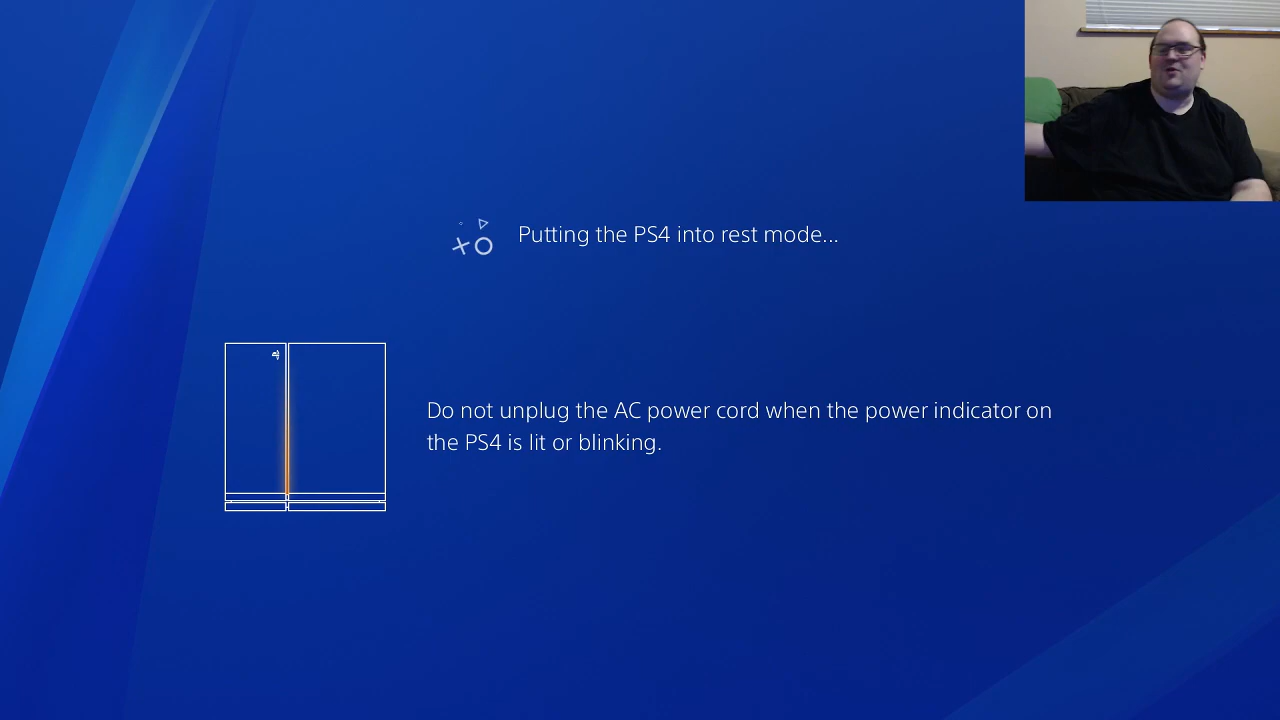 Putting the PS4 into rest mode...
Do not unplug the AC power cord when the power indicator on
the PS4 is lit or blinking.